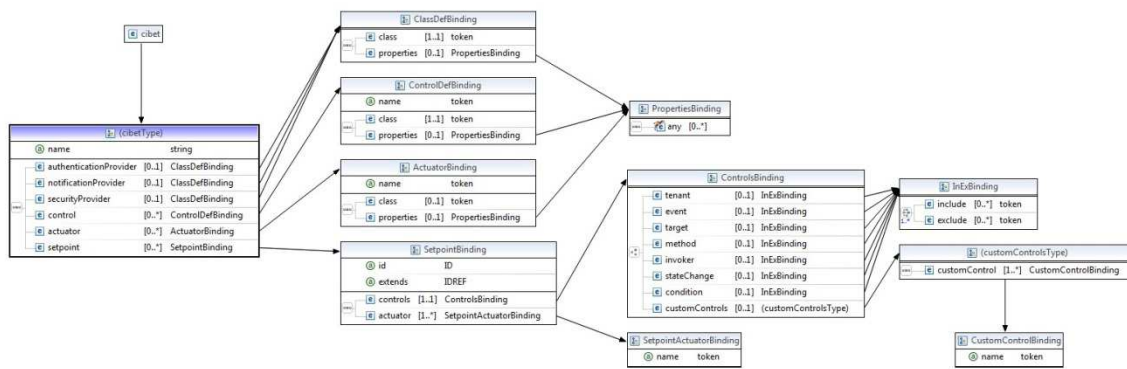 cibet
(cibetType)
name string
authenticationProvider [0..1] ClassDefBinding
notificationProvider [0..1] ClassDefBinding
securityProvider [0..1] ClassDefBinding
control [0..*] ControlDefBinding
actuator [0..*] ActuatorBinding
setpoint [0..*] SetpointBinding
ClassDefBinding
class [1..1] token
properties [0..1] PropertiesBinding
ControlDefBinding
name token
class [1..1] token
properties [0..1] PropertiesBinding
ActuatorBinding
name token
class [0..1] token
properties [0..1] PropertiesBinding
SetpointBinding
id ID
extends IDREF
controls [1..1] ControlsBinding
actuator [1..*] SetpointActuatorBinding
PropertiesBinding
any [0..*]
ControlsBinding
tenant [0..1] InExBinding
event [0..1] InExBinding
target [0..1] InExBinding
method [0..1] InExBinding
invoker [0..1] InExBinding
stateChange [0..1] InExBinding
condition [0..1] InExBinding
customControls [0..1] (customControlsType)
SetpointActuatorBinding
name token
InExBinding
include [0..*] token
exclude [0..*] token
(customControlsType)
customControl [1..*] CustomControlBinding
CustomControlBinding
name token